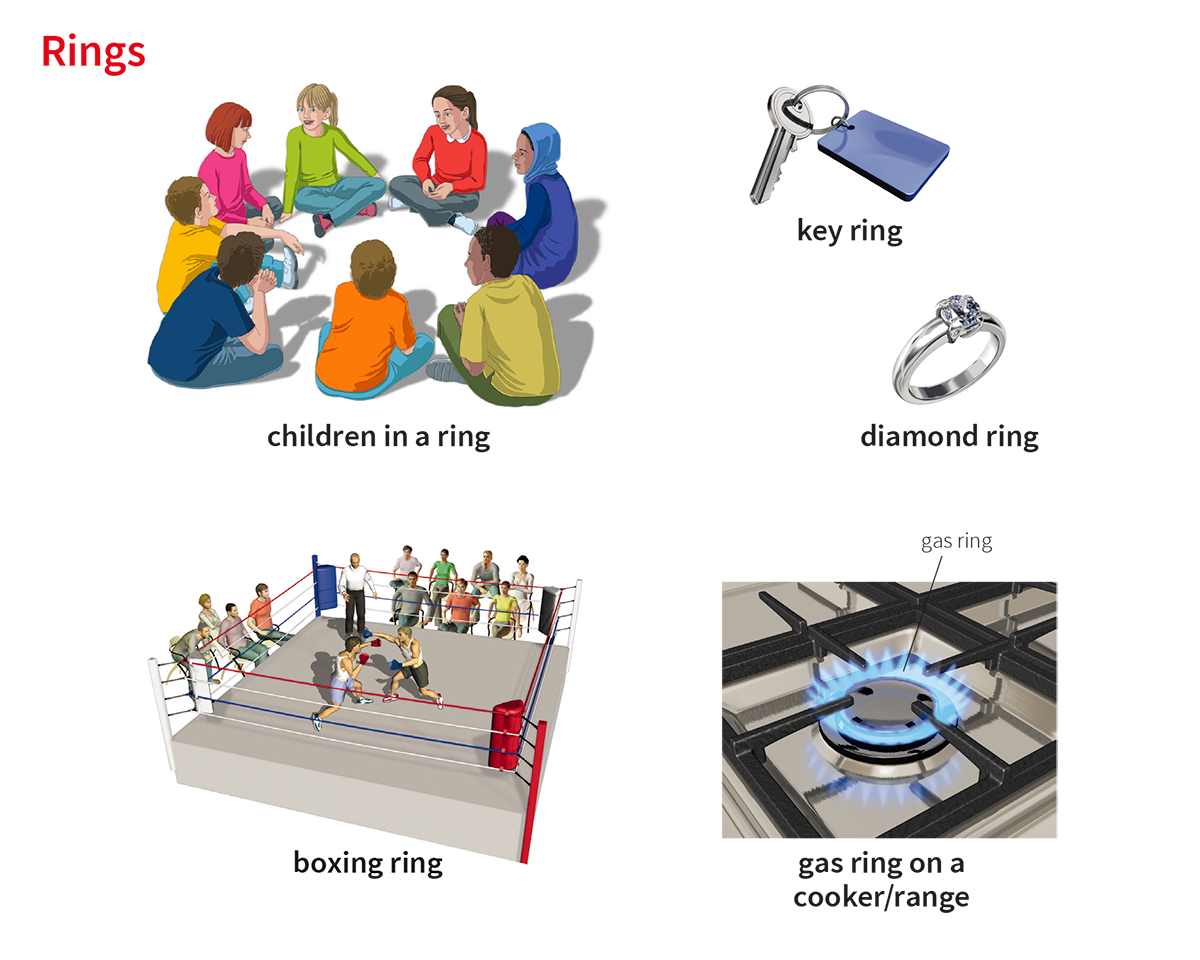 Rings
children in a ring
key ring
diamond ring
boxing ring
gas ring
gas ring on a
cooker/range